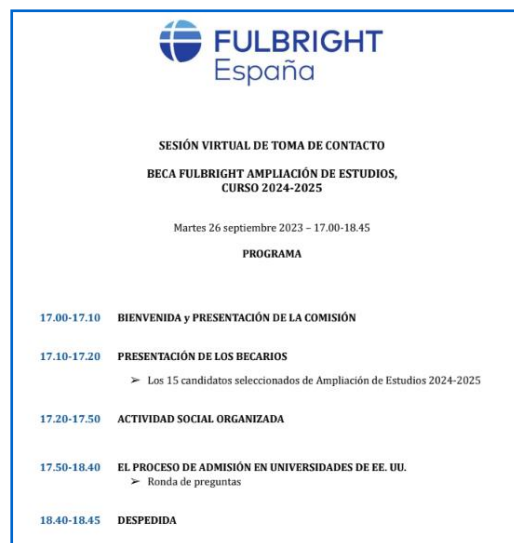 FULBRIGHT
España
SESIÓN VIRTUAL DE TOMA DE CONTACTO
BECA FULBRIGHT AMPLIACIÓN DE ESTUDIOS,
CURSO 2024-2025
Martes 26 septiembre 2023 – 17.00-18.45
PROGRAMA
17.00-17.10 BIENVENIDA y PRESENTACIÓN DE LA COMISIÓN
17.10-17.20 PRESENTACIÓN DE LOS BECARIOS
➢ Los 15 candidatos seleccionados de Ampliación de Estudios 2024-2025
17.20-17.50 ACTIVIDAD SOCIAL ORGANIZADA
17.50-18.40 EL PROCESO DE ADMISIÓN EN UNIVERSIDADES DE EE. UU.
➢ Ronda de preguntas
18.40-18.45 DESPEDIDA